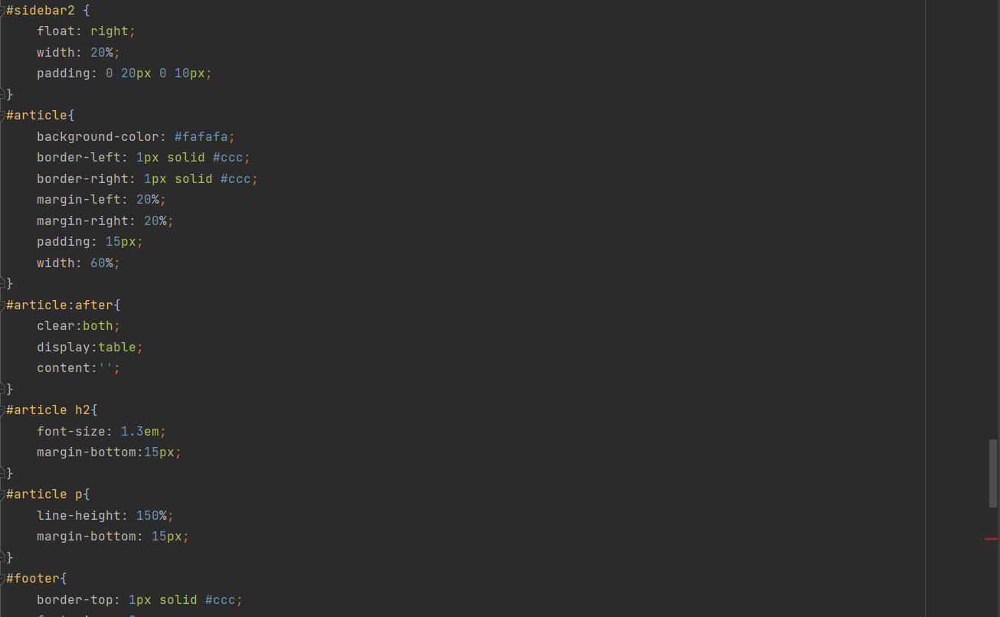 #sidebar2 {
    float: right;
    width: 20%;
    padding: 0 20px 0 10px;
}
#article{
    background-color: #fafafa;
    border-left: 1px solid #ccc;
    border-right: 1px solid #ccc;
    margin-left: 20%;
    margin-right: 20%;
    padding: 15px;
    width: 60%;
}
#article:after{
    clear:both;
    display:table;
    content:'';
}
#article h2{
    font-size: 1.3em;
    margin-bottom:15px;
}
#article p{
    line-height: 150%;
    margin-bottom: 15px;
}
#footer{
    border-top: 1px solid #ccc;